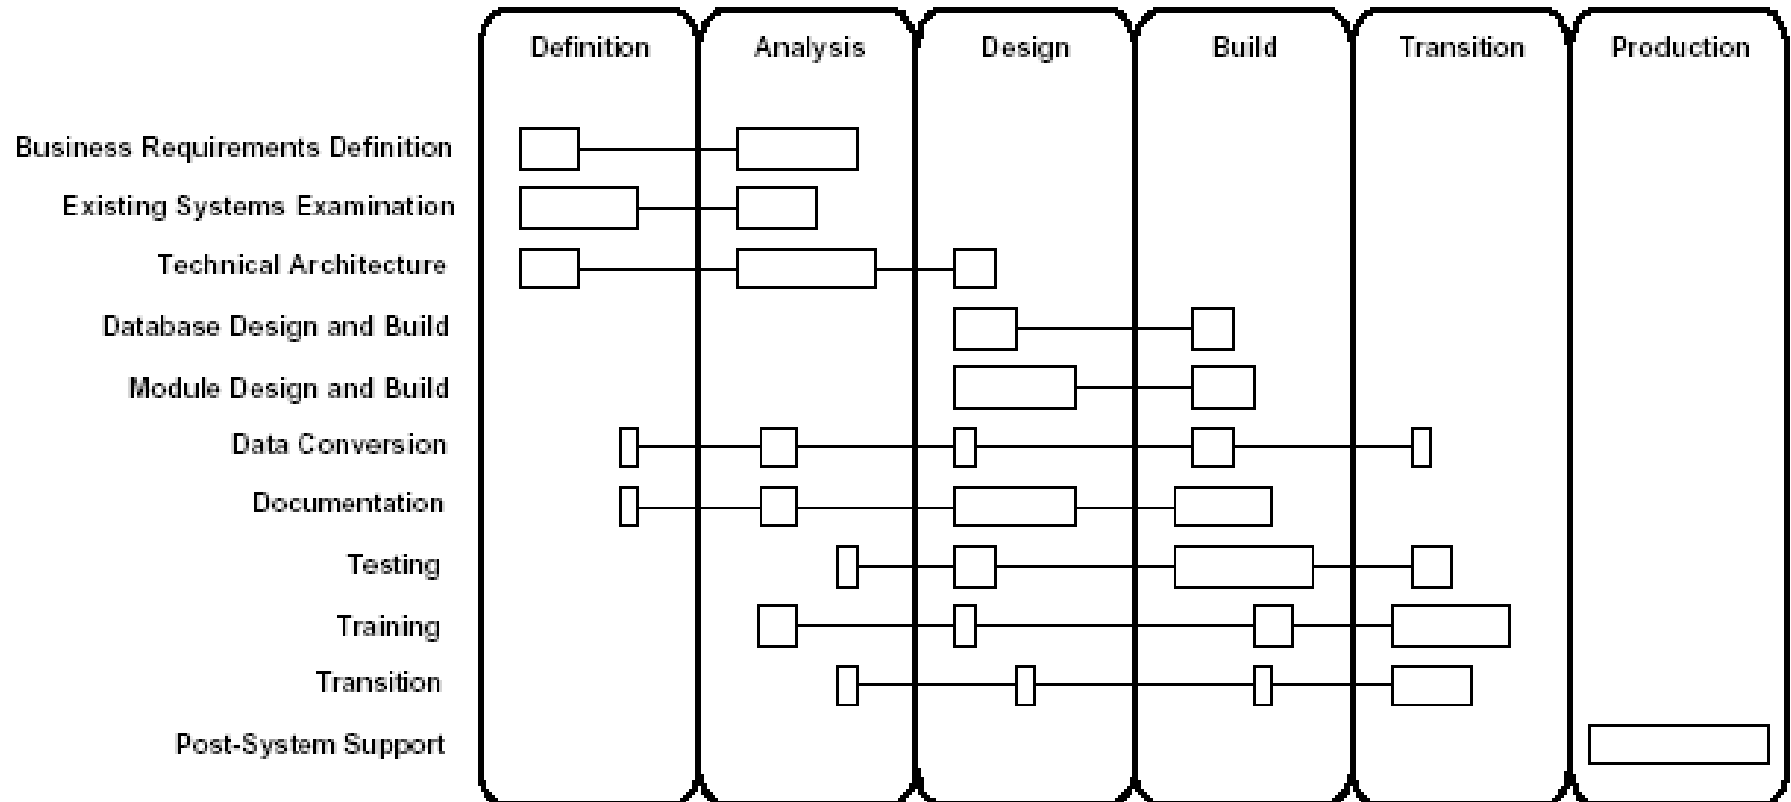 Definition
Analysis
Design
Build
Transition
Production
Business Requirements Definition
Existing Systems Examination
Technical Architecture
Database Design and Build
Module Design and Build
Data Conversion
Documentation
Testing
Training
Transition
Post-System Support